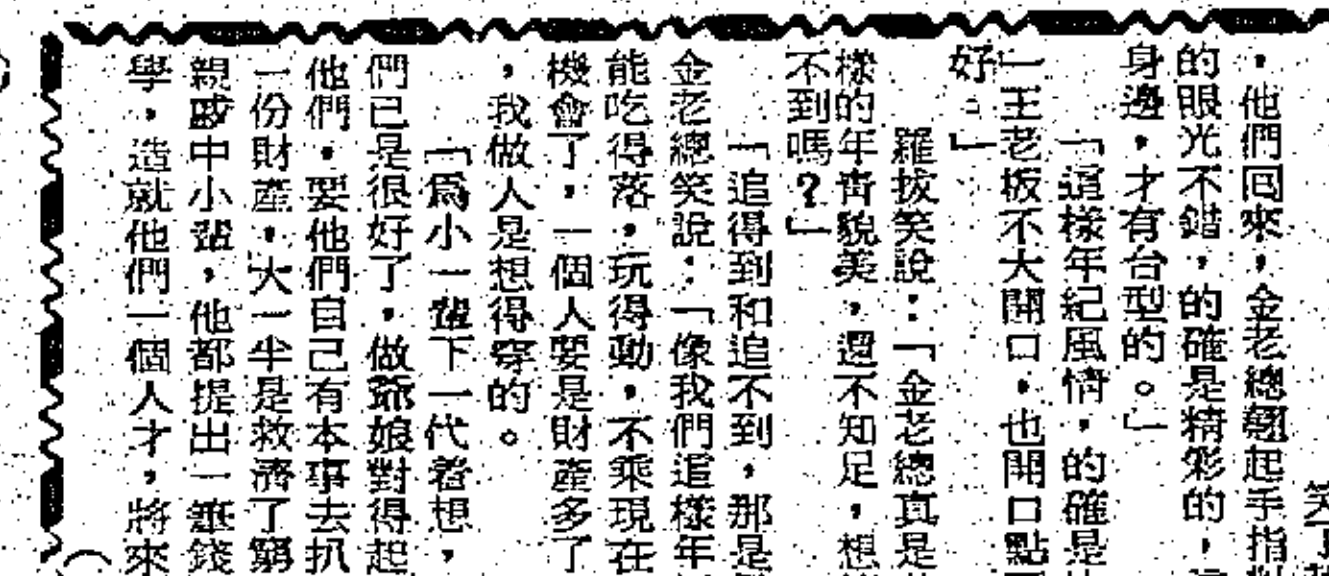 笑了
，他們囘來，金老總翹起手指
的眼光不錯，的確是精彩的，
身邊，才有台型的。」
「這樣年紀風情，的確是
一王老板不大開口，也開口點
好。」
羅拔笑說：「金老總真是
樣的年靑貌美，還不知足，想
不到嗎？」
「追得到和追不到，那是
金老總笑說：「像我們這樣年
能吃得落，玩得動，不乘現在
機會了，一個人要是財產多了
，我做人是想得穿的。
「爲小一輩下一代着想，
們已是很好了，做爺娘對得起
他們，要他們自己有本事去扒
一份財產，大一半是救濟了窮
親戚中小輩，他都提出一筆錢
學，造就他們一個人才，將來